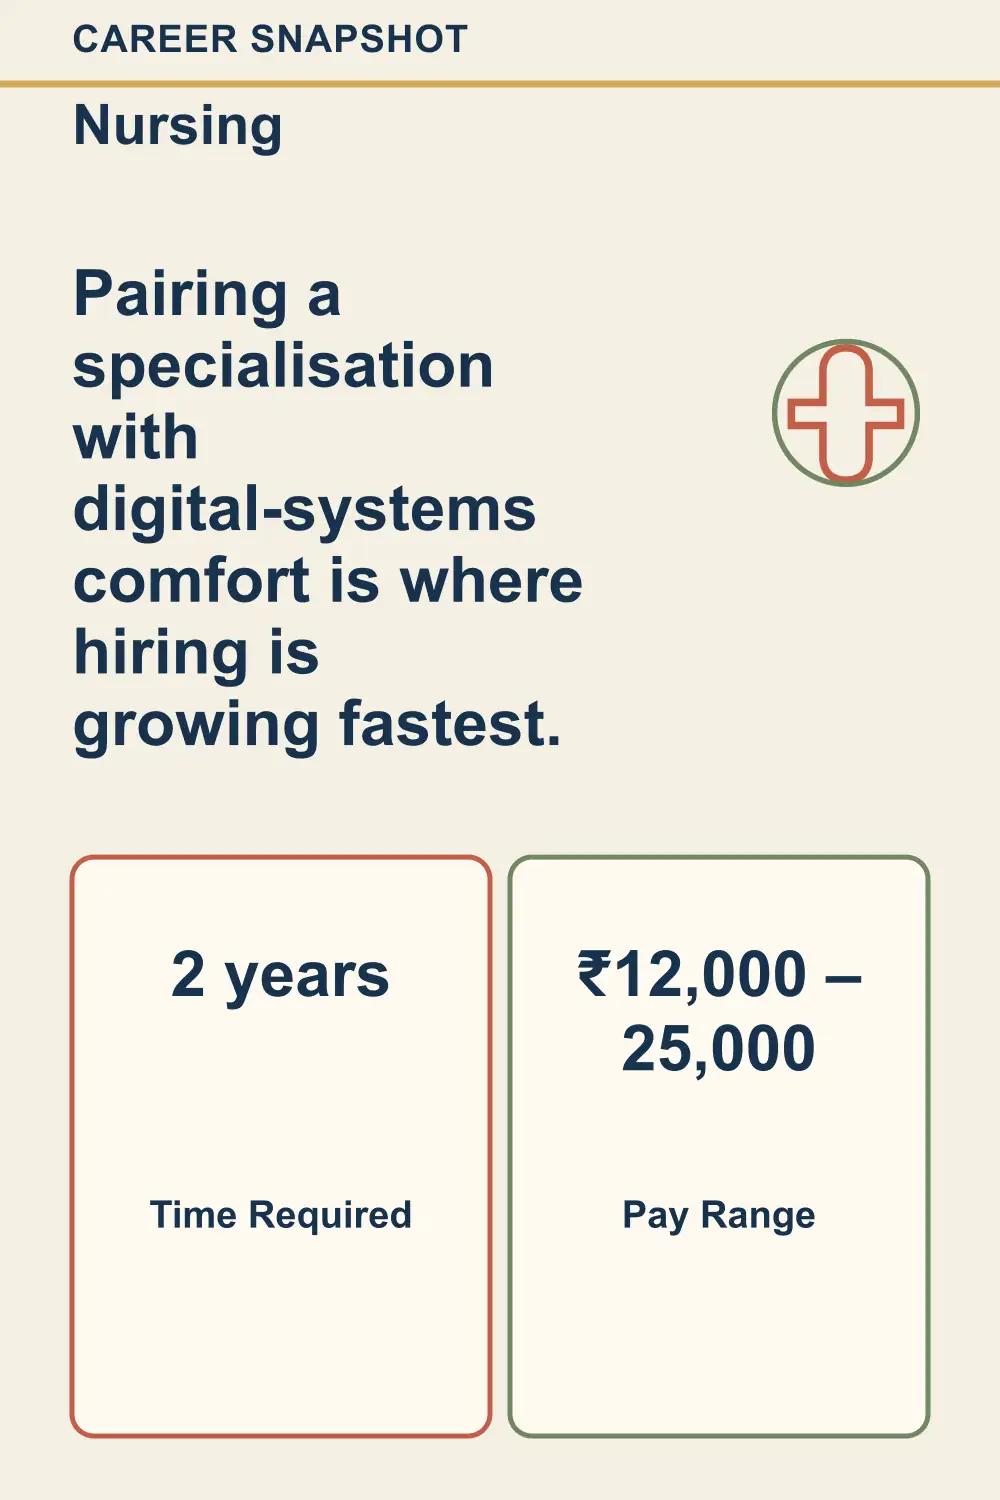 CAREER SNAPSHOT
Nursing
Pairing a
specialisation
with
digital-systems
comfort is where
hiring is
growing fastest.
2 years
Time Required
₹12,000 –
25,000
Pay Range